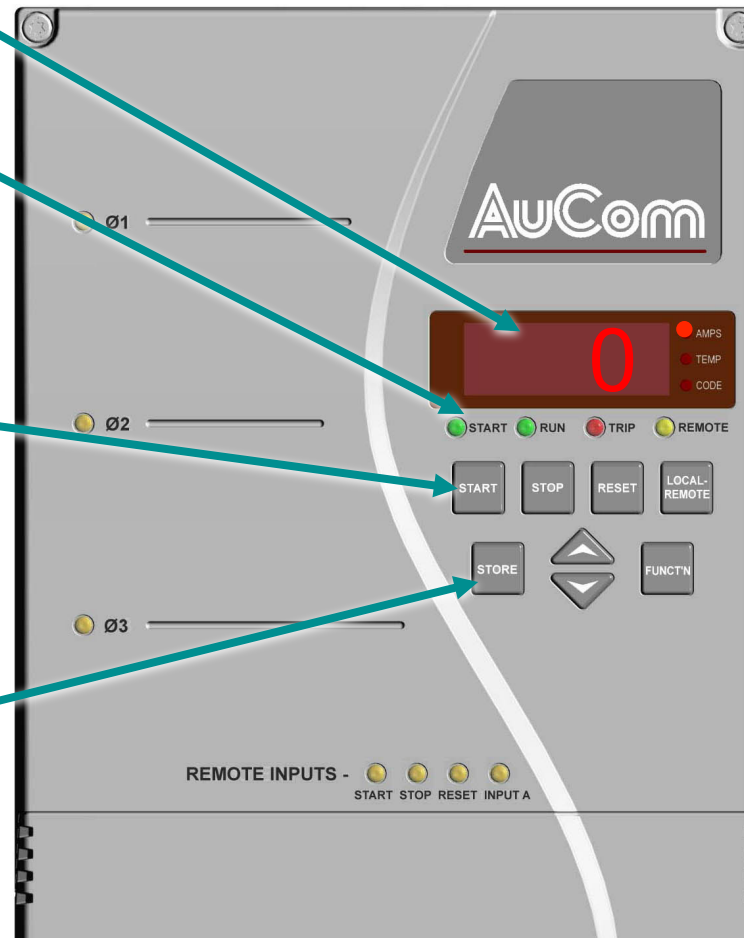 AuCom
Ø1
0
AMPS
TEMP
CODE
START RUN TRIP REMOTE
Ø2
START STOP RESET LOCAL-
REMOTE
STORE FUNCT'N
Ø3
REMOTE INPUTS -
START STOP RESET INPUT A